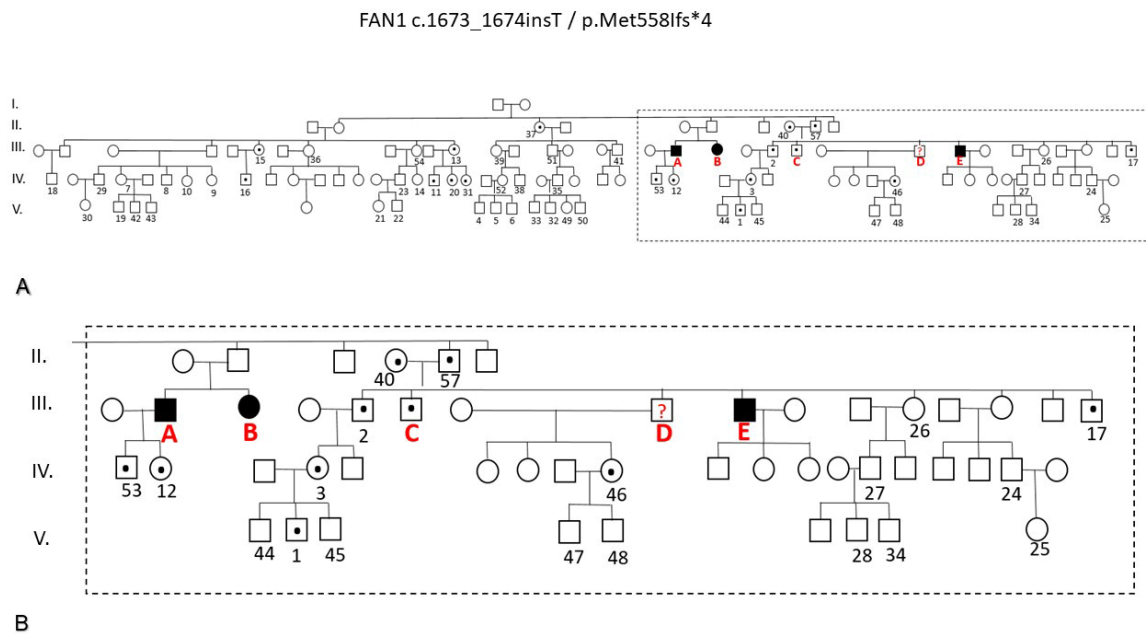 FAN1 c.1673_1674insT / p.Met558Ifs*4
I.
II. 37 40 57
III. 15 36 54 13 39 51 41 A B 2 C ? D E 26 17
IV. 18 29 7 8 10 9 16 23 14 11 20 31 52 38 35 53 12 3 46 27 24
V. 30 19 42 43 21 22 4 5 6 33 32 49 50 44 1 45 47 48 28 34 25
A
II. 40 57
III. A B 2 C ? D E 26 17
IV. 53 12 3 46 27 24
V. 44 1 45 47 48 28 34 25
B